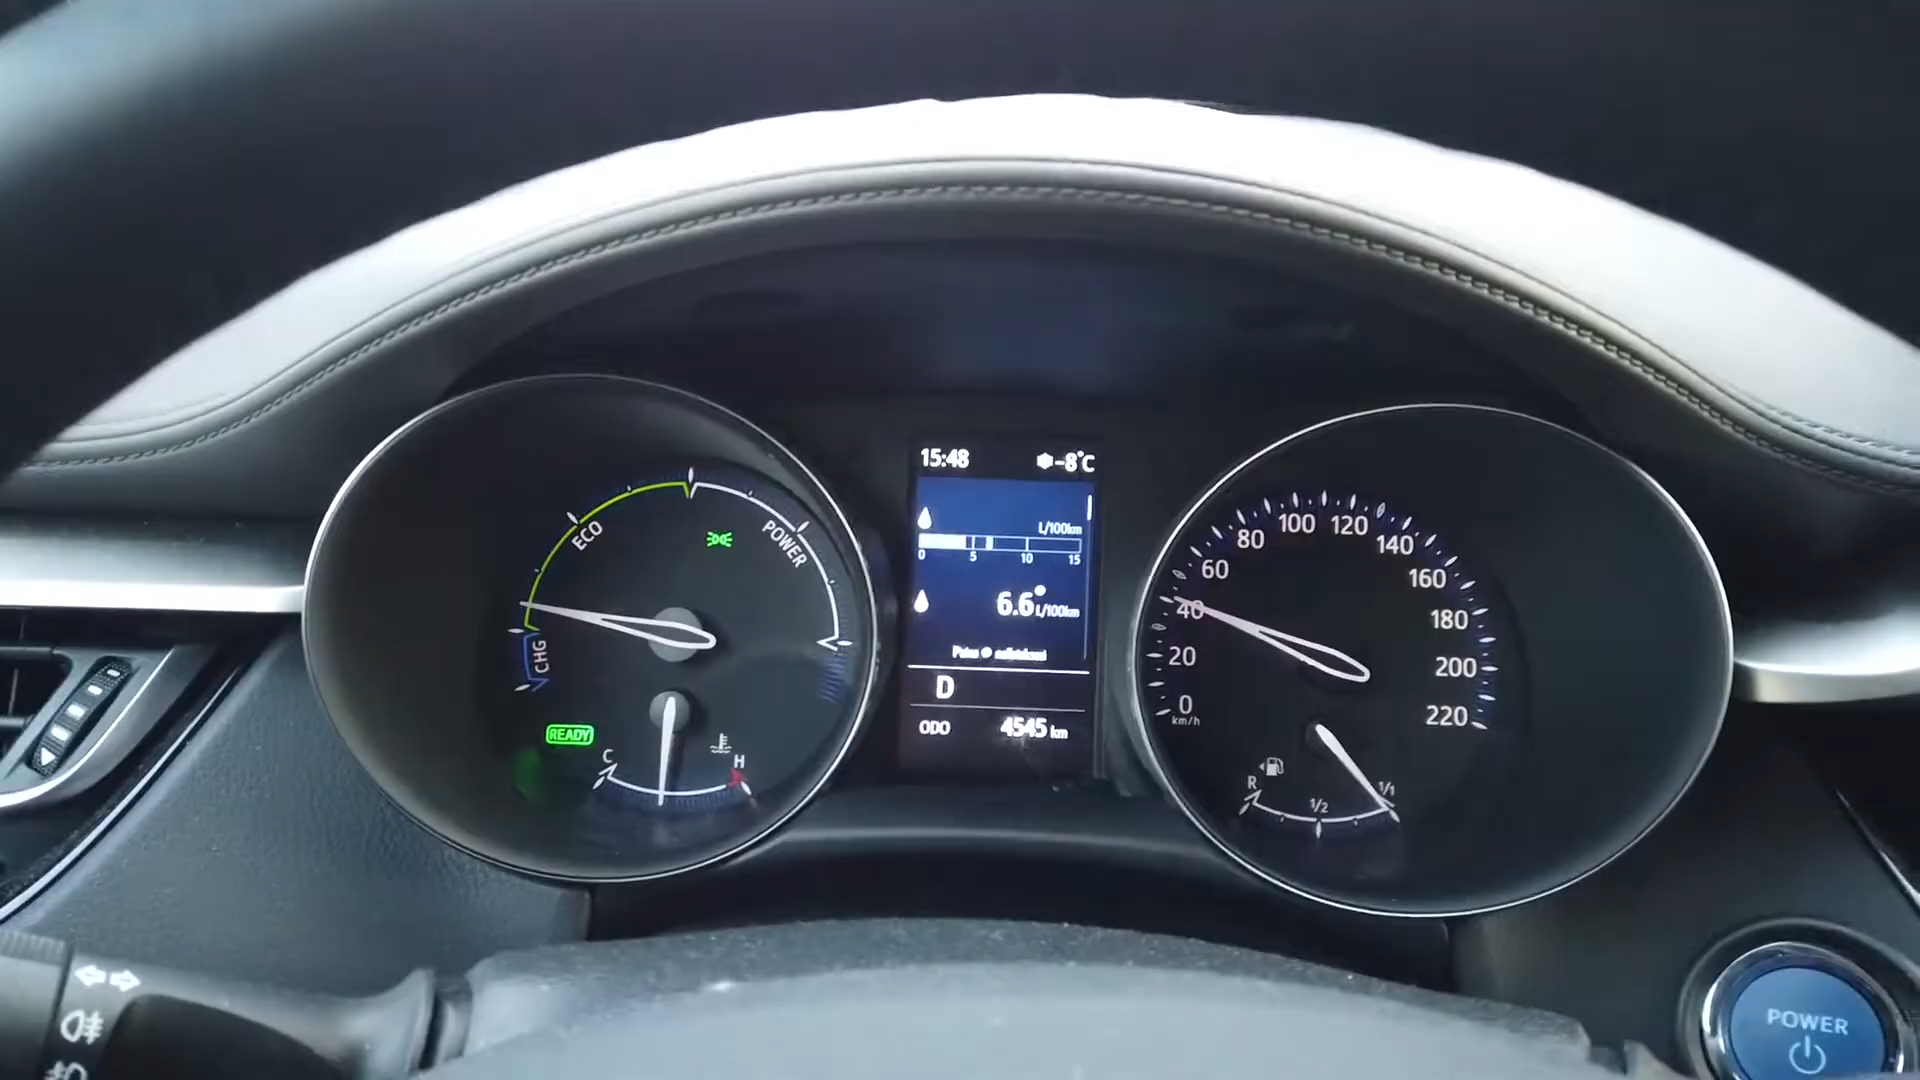 15:48
-8°C
ECO
POWER
CHG
READY
C
H
L/100km
0 5 10 15
6.6 L/100km
D
ODO 4545 km
0
20
40
60
80
100
120
140
160
180
200
220
km/h
R
1/2
1/1
POWER